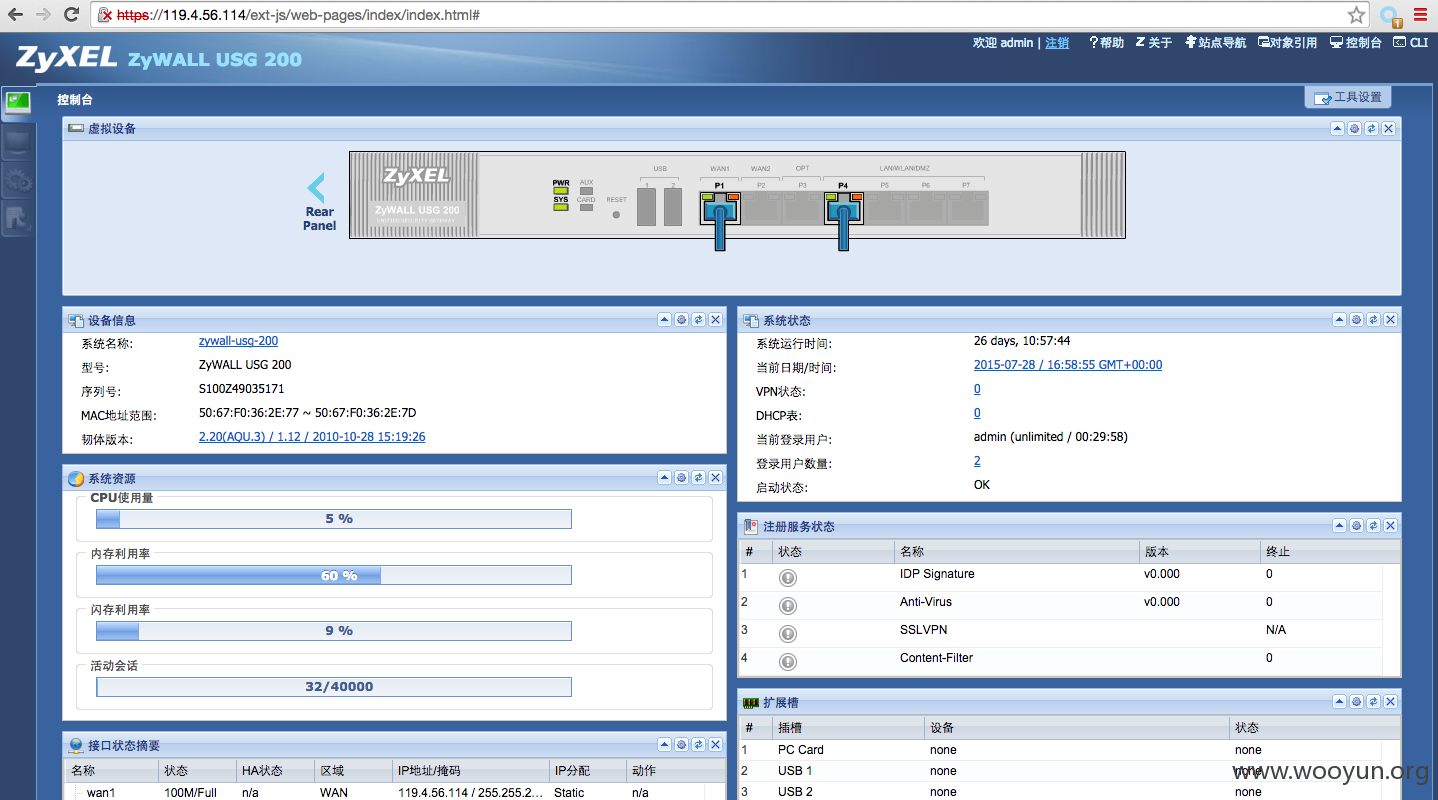 https://119.4.56.114/ext-js/web-pages/index/index.html#
1
ZyXEL ZyWALL USG 200
欢迎 admin | 注销 ?帮助 Z 关于 站点导航 对象引用 控制台 CLI
控制台
工具设置
虚拟设备
Rear
Panel
ZyXEL
ZyWALL USG 200
UNIFIED SECURITY GATEWAY
PWR AUX
SYS CARD
RESET
USB
1 2
WAN1 WAN2 OPT LAN/WLAN/DMZ
P1 P2 P3 P4 P5 P6 P7
设备信息
系统名称: zywall-usg-200
型号: ZyWALL USG 200
序列号: S100Z49035171
MAC地址范围: 50:67:F0:36:2E:77 ~ 50:67:F0:36:2E:7D
韧体版本: 2.20(AQU.3) / 1.12 / 2010-10-28 15:19:26
系统资源
CPU使用量
5 %
内存利用率
60 %
闪存利用率
9 %
活动会话
32/40000
接口状态摘要
名称 状态 HA状态 区域 IP地址/掩码 IP分配 动作
wan1 100M/Full n/a WAN 119.4.56.114 / 255.255.2... Static n/a
系统状态
系统运行时间: 26 days, 10:57:44
当前日期/时间: 2015-07-28 / 16:58:55 GMT+00:00
VPN状态: 0
DHCP表: 0
当前登录用户: admin (unlimited / 00:29:58)
登录用户数量: 2
启动状态: OK
注册服务状态
# 状态 名称 版本 终止
1 IDP Signature v0.000 0
2 Anti-Virus v0.000 0
3 SSLVPN N/A
4 Content-Filter 0
扩展槽
# 插槽 设备 状态
1 PC Card none none
2 USB 1 none none
3 USB 2 none none
www.wooyun.org